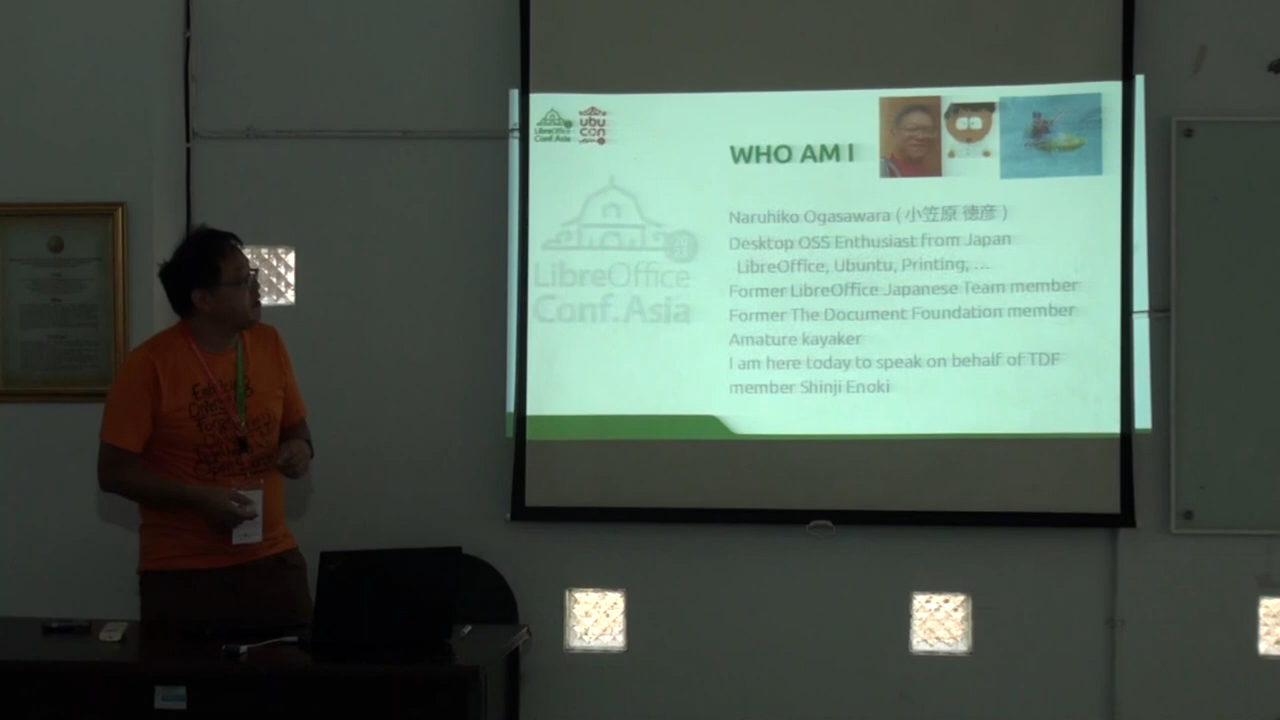 LibreOffice
Conf.Asia
ubu
con
WHO AM I
Naruhiko Ogasawara ( 小笠原 徳彦 )
Desktop OSS Enthusiast from Japan
LibreOffice, Ubuntu, Printing, ...
Former LibreOffice Japanese Team member
Former The Document Foundation member
Amature kayaker
I am here today to speak on behalf of TDF
member Shinji Enoki
LibreOffice
Conf.Asia